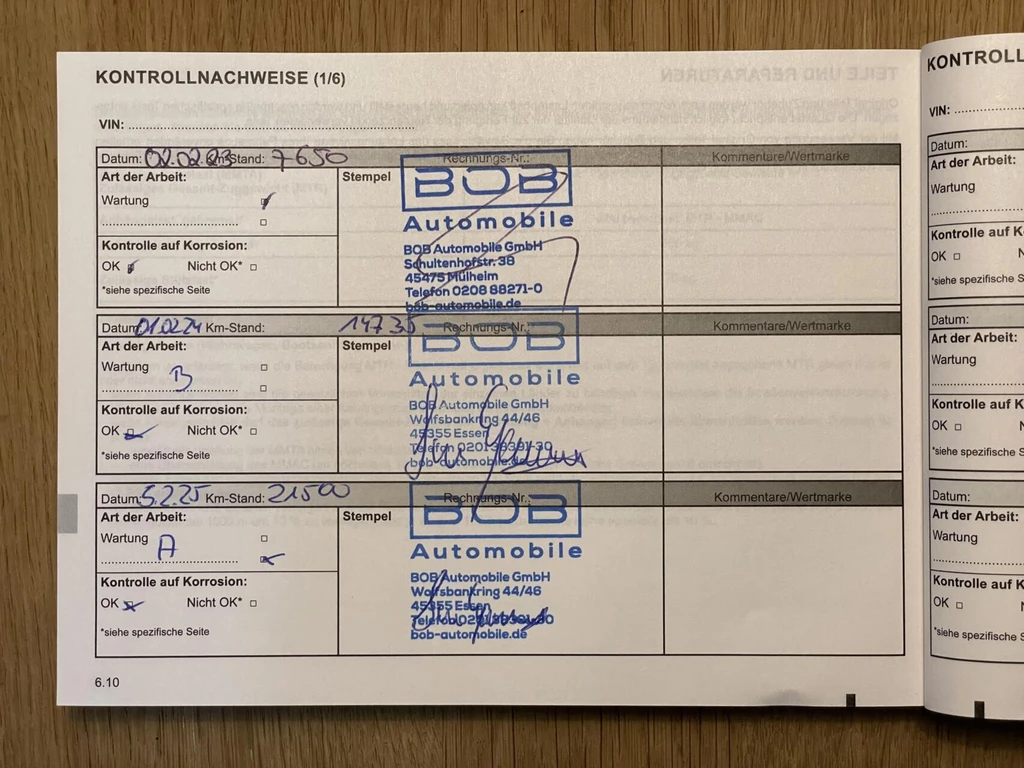 KONTROLLNACHWEISE (1/6)
VIN:
Datum: 02.02.23 Km-Stand: 7650 Rechnungs-Nr.: Kommentare/Wertmarke
Art der Arbeit: Stempel
Wartung
Kontrolle auf Korrosion:
OK Nicht OK*
*siehe spezifische Seite
BOB
Automobile
BOB Automobile GmbH
Schultenhofstr. 38
45475 Mülheim
Telefon 0208 88271-0
bob-automobile.de
Datum: 01.02.24 Km-Stand: 14735 Rechnungs-Nr.: Kommentare/Wertmarke
Art der Arbeit: Stempel
Wartung
B
Kontrolle auf Korrosion:
OK Nicht OK*
*siehe spezifische Seite
BOB
Automobile
BOB Automobile GmbH
Wolfsbankring 44/46
45355 Essen
Telefon 0201 36391-30
bob-automobile.de
Datum: 5.2.25 Km-Stand: 21500 Rechnungs-Nr.: Kommentare/Wertmarke
Art der Arbeit: Stempel
Wartung
A
Kontrolle auf Korrosion:
OK Nicht OK*
*siehe spezifische Seite
BOB
Automobile
BOB Automobile GmbH
Wolfsbankring 44/46
45355 Essen
Telefon 0201 36391-30
bob-automobile.de
6.10
KONTROLL
VIN:
Datum:
Art der Arbeit:
Wartung
Kontrolle auf K
OK N
*siehe spezifische S
Datum:
Art der Arbeit:
Wartung
Kontrolle auf K
OK N
*siehe spezifische S
Datum:
Art der Arbeit:
Wartung
Kontrolle auf K
OK N
*siehe spezifische S